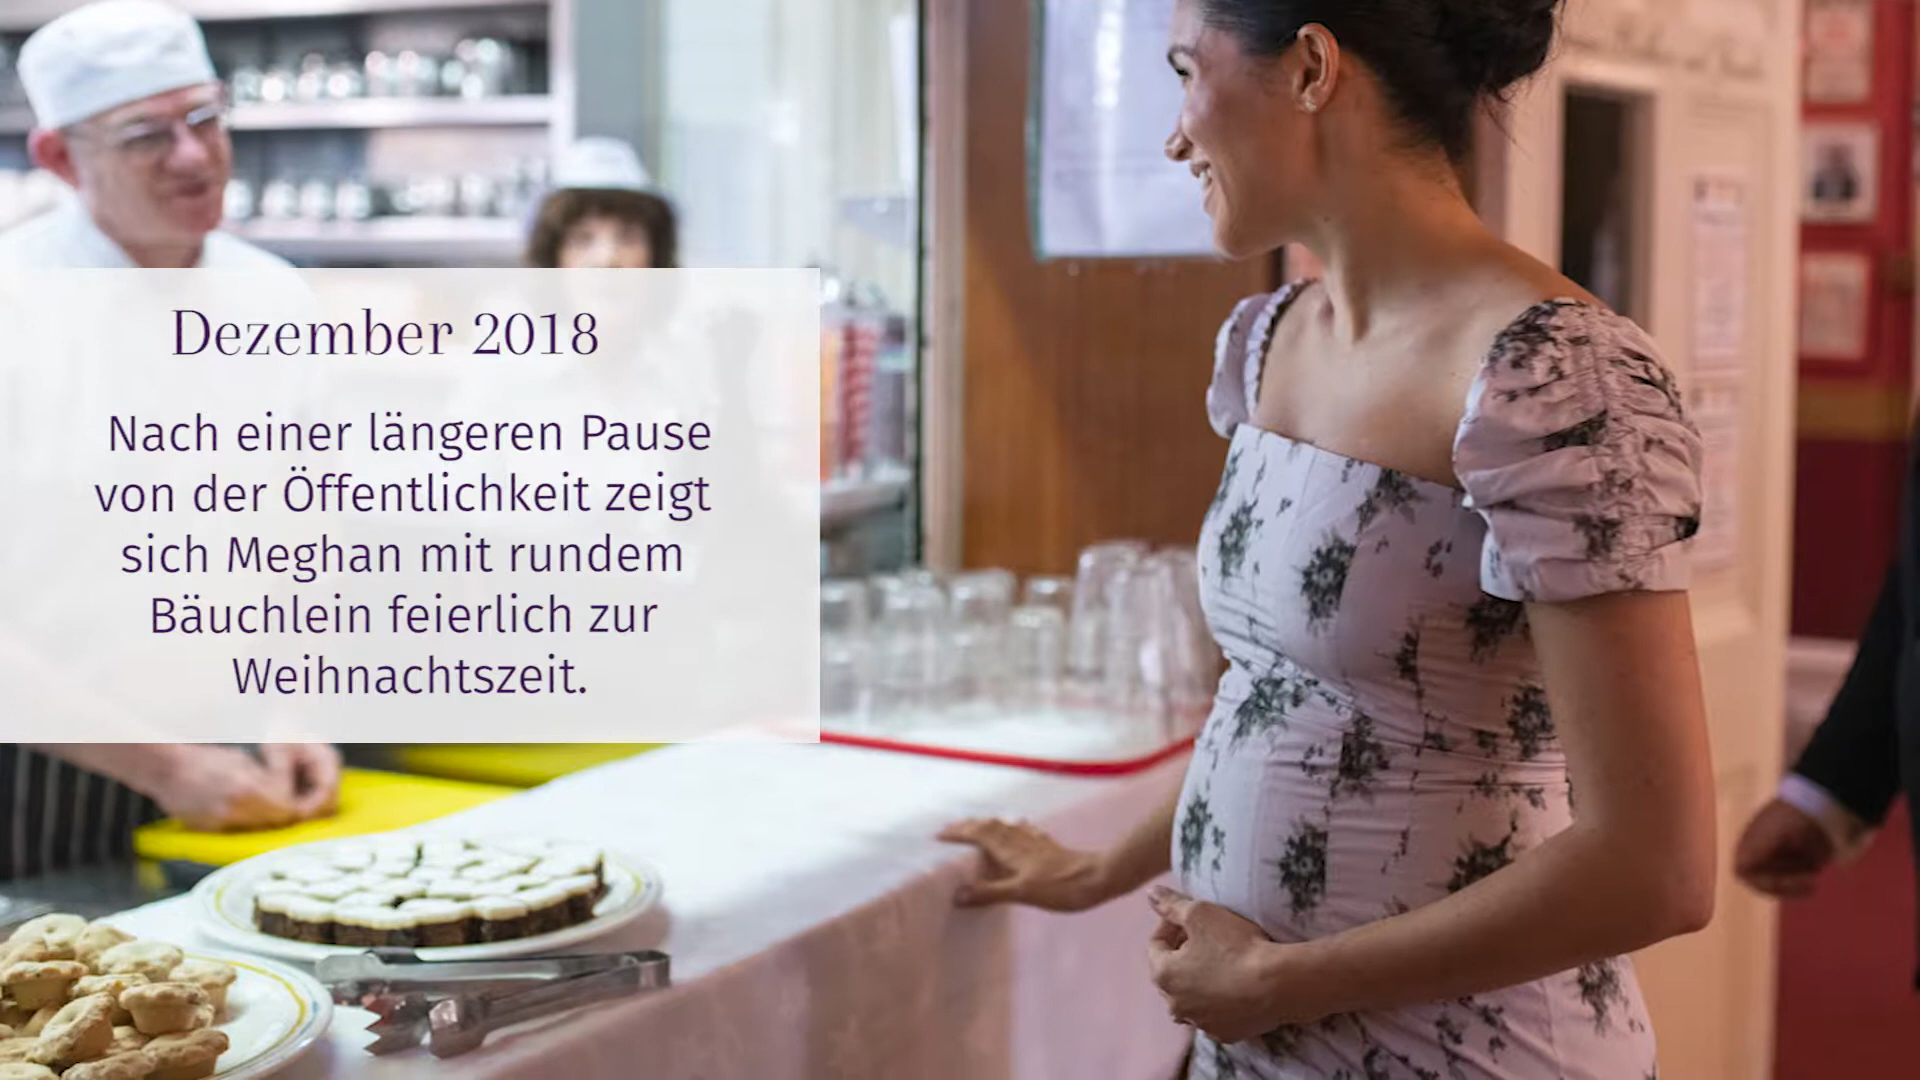 Dezember 2018
Nach einer längeren Pause
von der Öffentlichkeit zeigt
sich Meghan mit rundem
Bäuchlein feierlich zur
Weihnachtszeit.